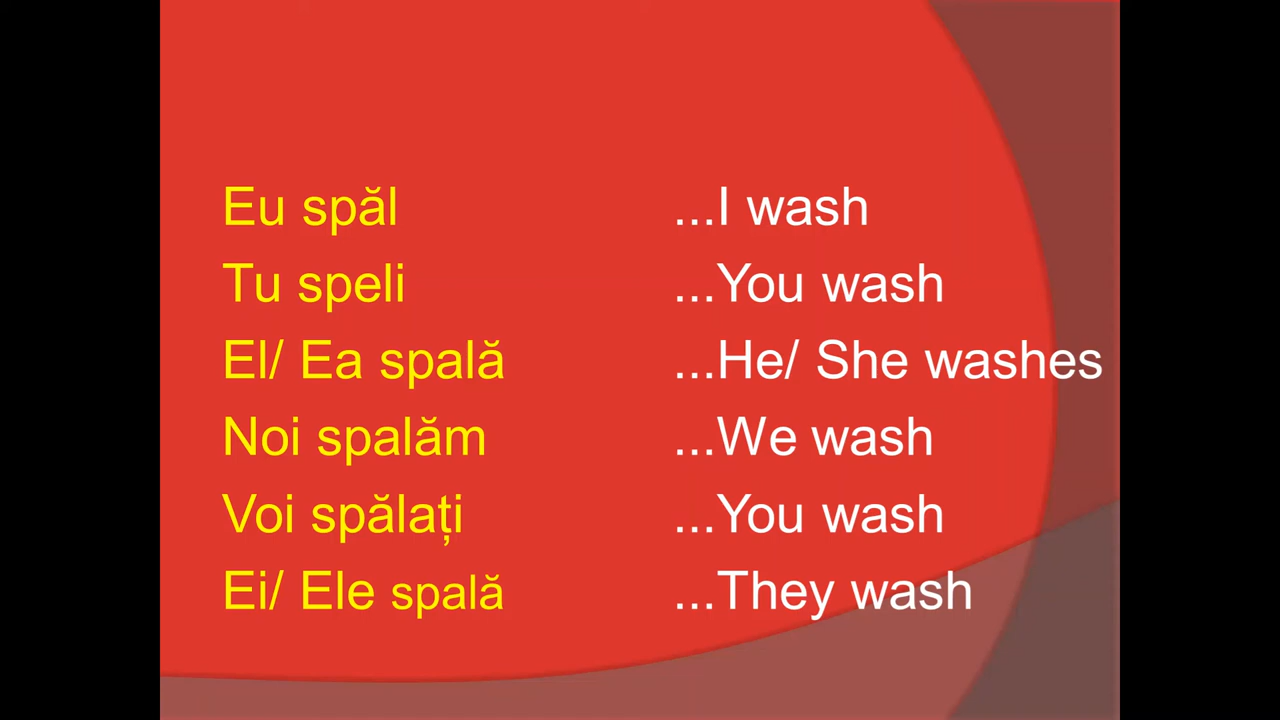 Eu spăl ...I wash
Tu speli ...You wash
El/ Ea spală ...He/ She washes
Noi spalăm ...We wash
Voi spălați ...You wash
Ei/ Ele spală ...They wash